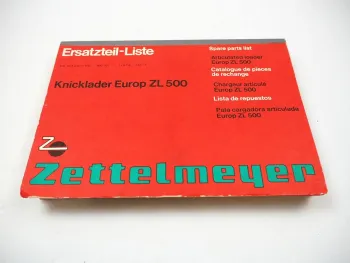 Ersatzteil-Liste
Knicklader Europ ZL 500
Spare parts list
Articulated loader
Europ ZL 500
Catalogue de pieces
de rechange
Chargeur articulé
Europ ZL 500
Lista de repuestos
Pala cargadora articulada
Europ ZL 500
Z
Zettelmeyer